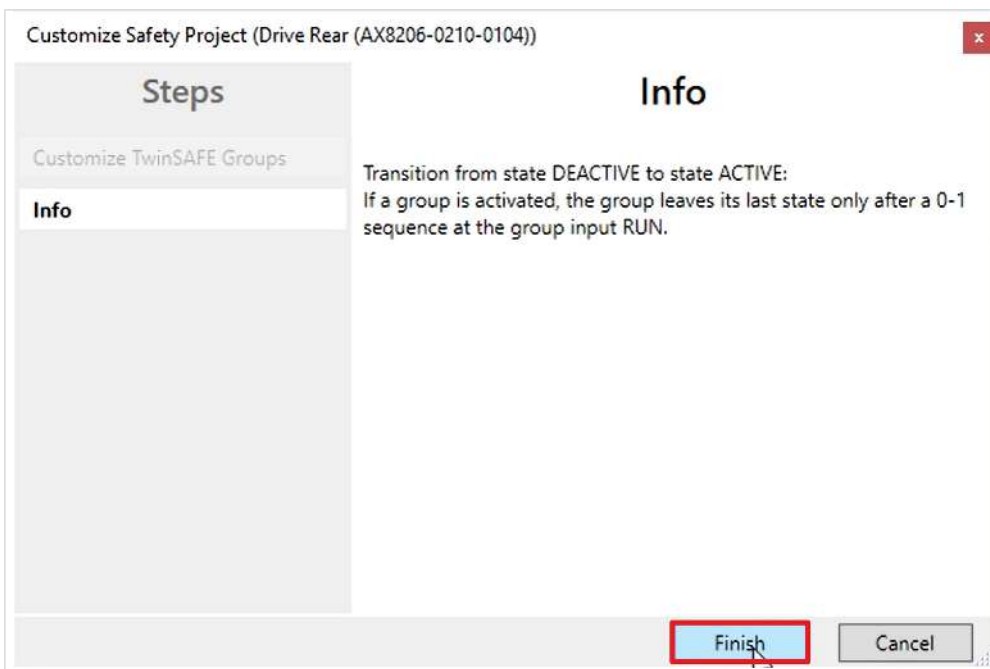 Customize Safety Project (Drive Rear (AX8206-0210-0104))
x
Steps
Customize TwinSAFE Groups
Info
Info
Transition from state DEACTIVE to state ACTIVE:
If a group is activated, the group leaves its last state only after a 0-1
sequence at the group input RUN.
Finish
Cancel